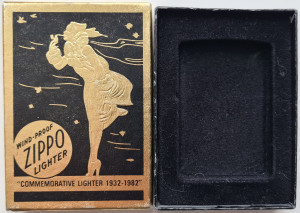 WIND-PROOF
ZIPPO
LIGHTER
"COMMEMORATIVE LIGHTER 1932-1982"